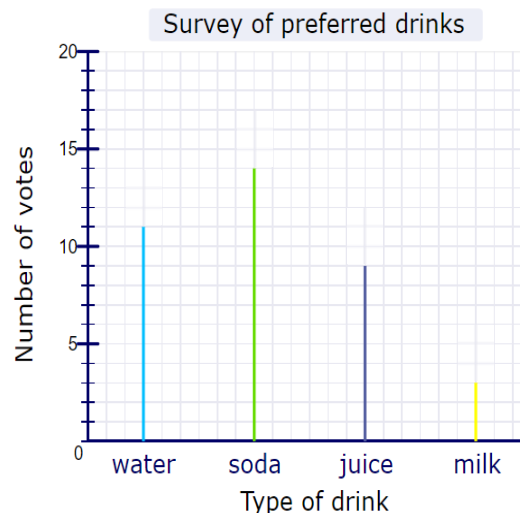 Survey of preferred drinks
Number of votes
20
15
10
5
0
water soda juice milk
Type of drink